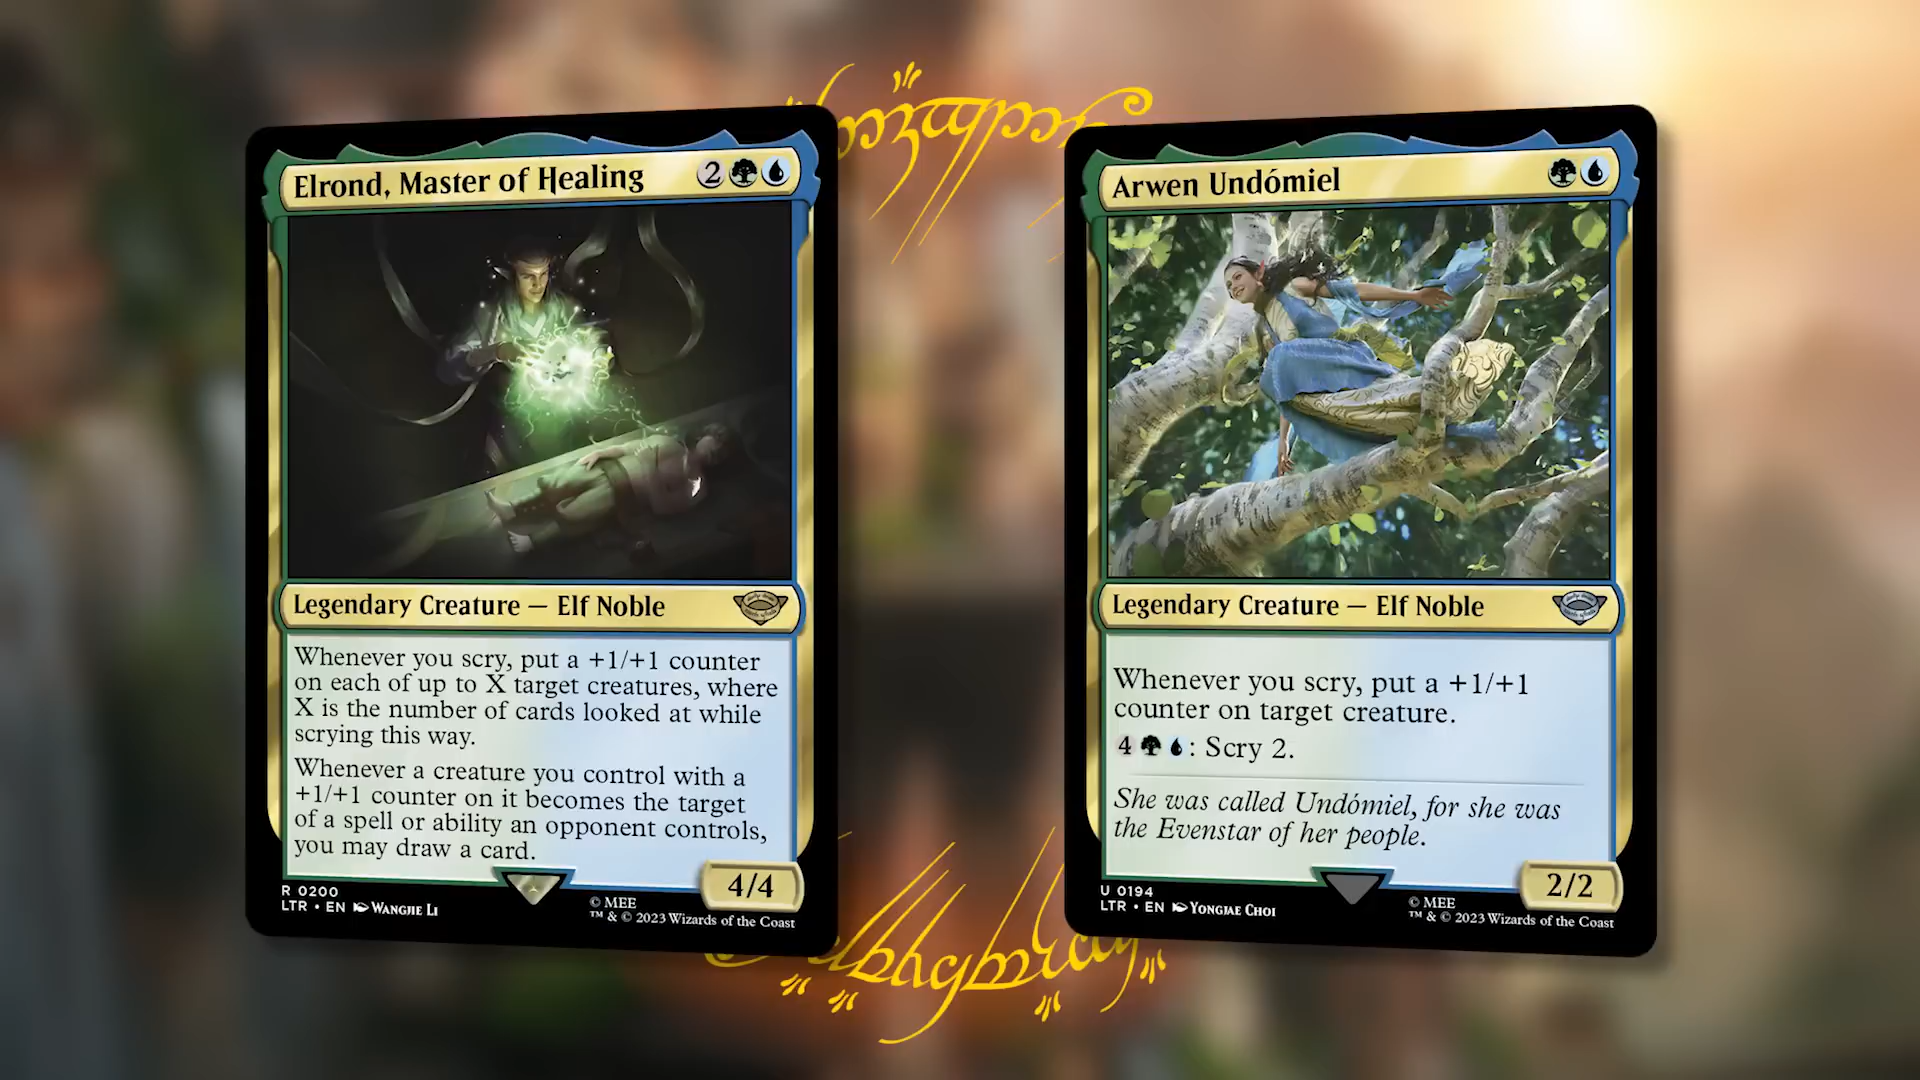 Elrond, Master of Healing 2
Legendary Creature — Elf Noble
Whenever you scry, put a +1/+1 counter
on each of up to X target creatures, where
X is the number of cards looked at while
scrying this way.
Whenever a creature you control with a
+1/+1 counter on it becomes the target
of a spell or ability an opponent controls,
you may draw a card.
4/4
R 0200
LTR • EN Wangjie Li
© MEE
™ & © 2023 Wizards of the Coast
Arwen Undómiel
Legendary Creature — Elf Noble
Whenever you scry, put a +1/+1
counter on target creature.
4 : Scry 2.
She was called Undómiel, for she was
the Evenstar of her people.
2/2
U 0194
LTR • EN Yongjae Choi
© MEE
™ & © 2023 Wizards of the Coast